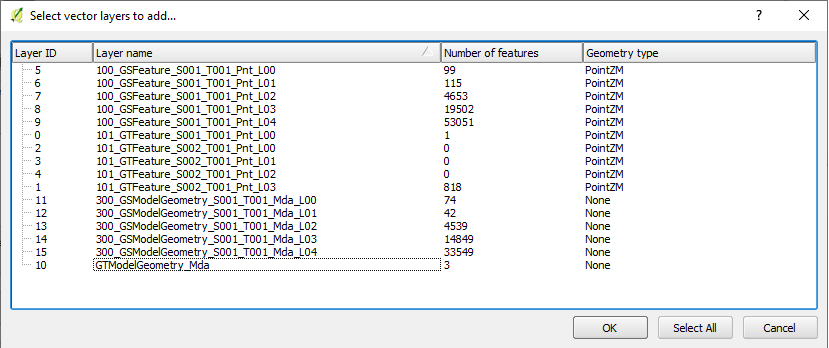 Select vector layers to add...
Layer ID Layer name Number of features Geometry type
5 100_GSFeature_S001_T001_Pnt_L00 99 PointZM
6 100_GSFeature_S001_T001_Pnt_L01 115 PointZM
7 100_GSFeature_S001_T001_Pnt_L02 4653 PointZM
8 100_GSFeature_S001_T001_Pnt_L03 19502 PointZM
9 100_GSFeature_S001_T001_Pnt_L04 53051 PointZM
0 101_GTFeature_S001_T001_Pnt_L00 1 PointZM
2 101_GTFeature_S002_T001_Pnt_L00 0 PointZM
3 101_GTFeature_S002_T001_Pnt_L01 0 PointZM
4 101_GTFeature_S002_T001_Pnt_L02 0 PointZM
1 101_GTFeature_S002_T001_Pnt_L03 818 PointZM
11 300_GSModelGeometry_S001_T001_Mda_L00 74 None
12 300_GSModelGeometry_S001_T001_Mda_L01 42 None
13 300_GSModelGeometry_S001_T001_Mda_L02 4539 None
14 300_GSModelGeometry_S001_T001_Mda_L03 14849 None
15 300_GSModelGeometry_S001_T001_Mda_L04 33549 None
10 GTModelGeometry_Mda 3 None
OK Select All Cancel